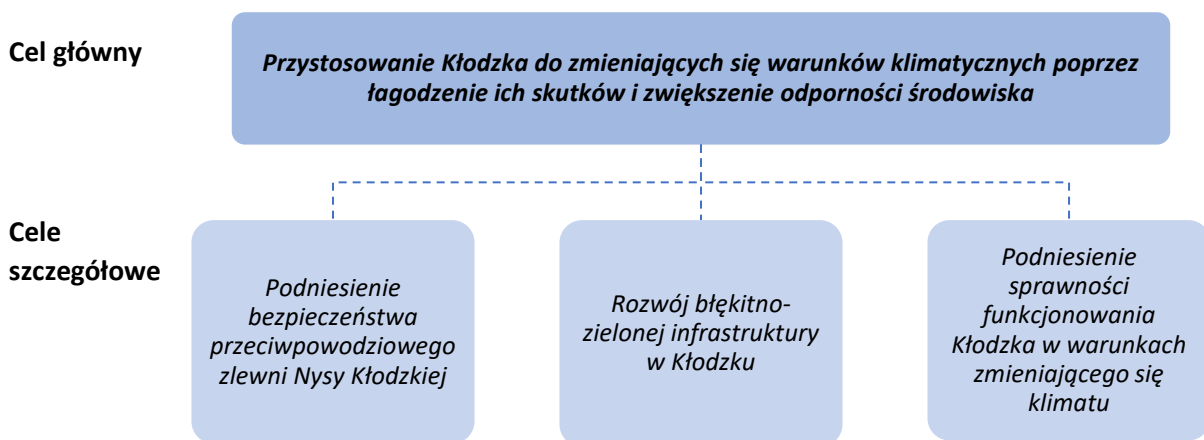 Cel główny
Przystosowanie Kłodzka do zmieniających się warunków klimatycznych poprzez
łagodzenie ich skutków i zwiększenie odporności środowiska
Cele
szczegółowe
Podniesienie
bezpieczeństwa
przeciwpowodziowego
zlewni Nysy Kłodzkiej
Rozwój błękitno-
zielonej infrastruktury
w Kłodzku
Podniesienie
sprawności
funkcjonowania
Kłodzka w warunkach
zmieniającego się
klimatu